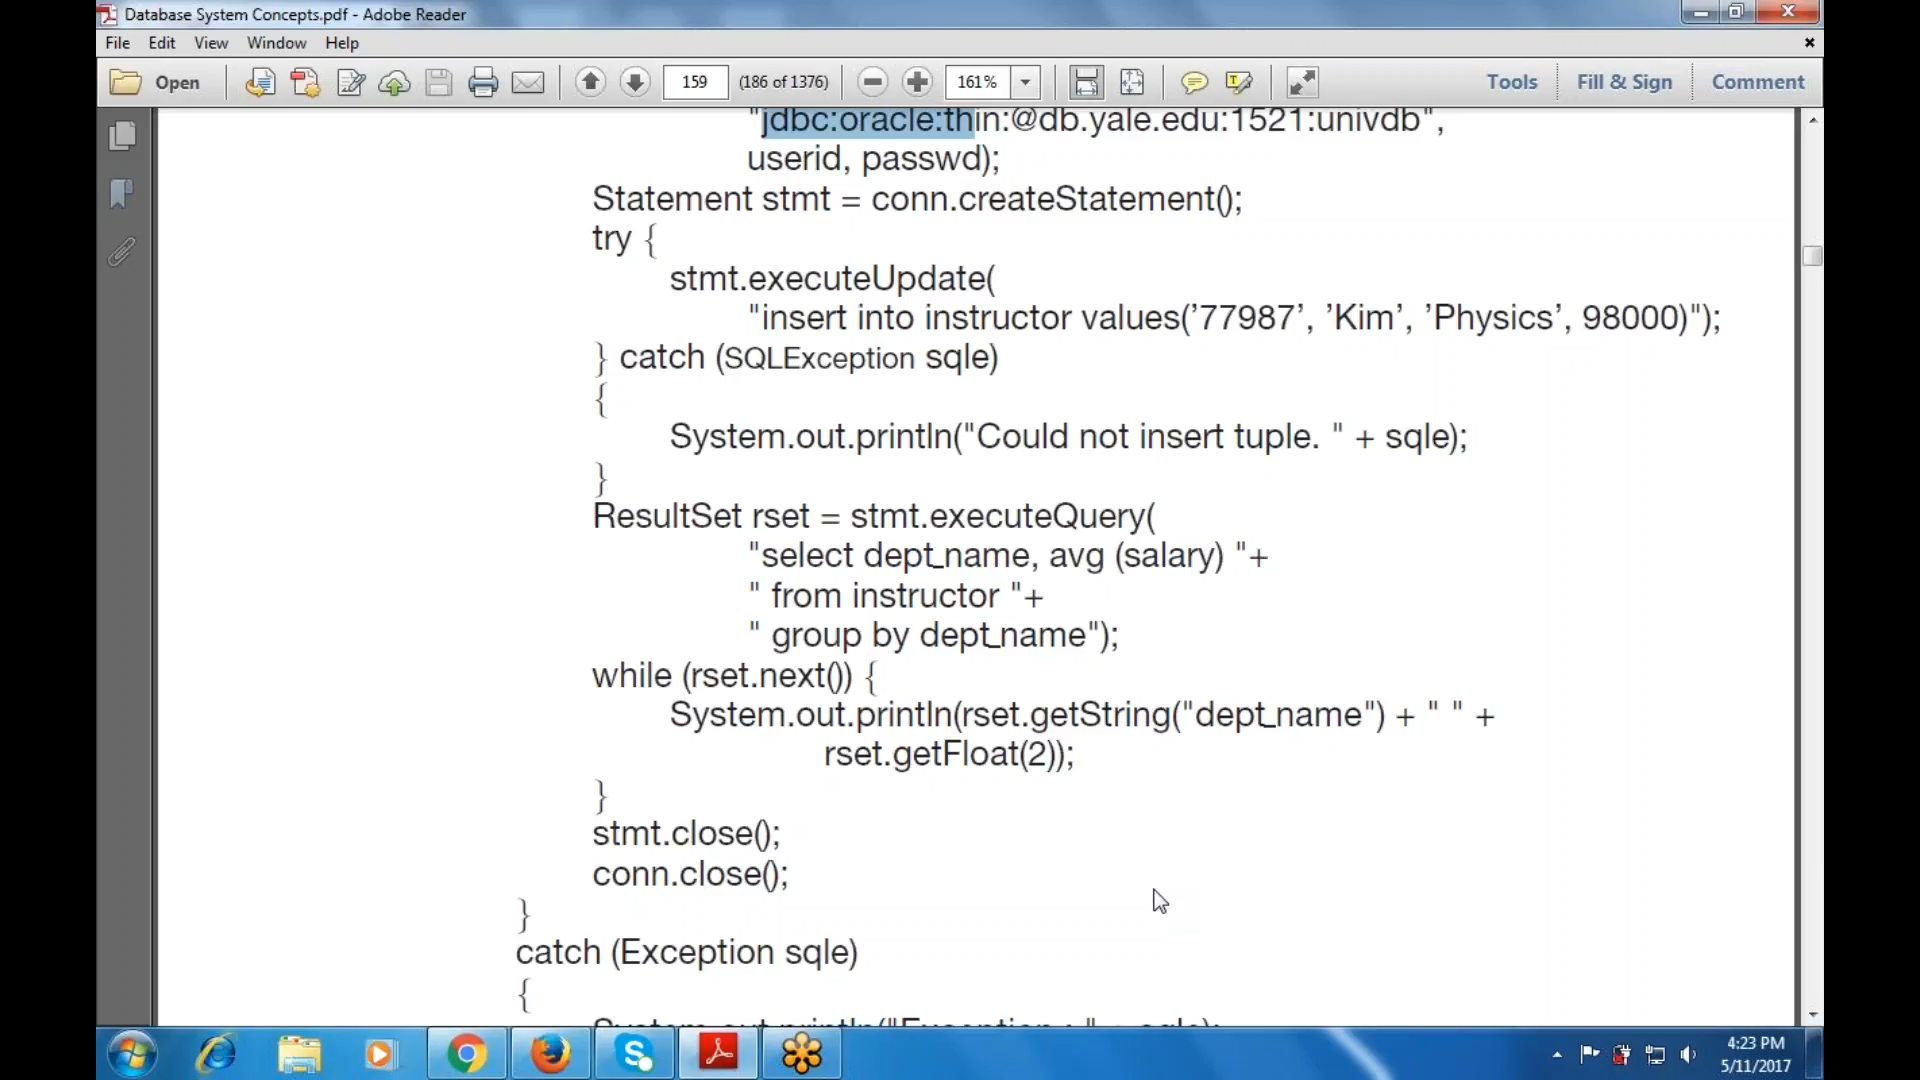 Database System Concepts.pdf - Adobe Reader
File Edit View Window Help
Open 159 (186 of 1376) 161% Tools Fill & Sign Comment
"jdbc:oracle:thin:@db.yale.edu:1521:univdb",
userid, passwd);
Statement stmt = conn.createStatement();
try {
stmt.executeUpdate(
"insert into instructor values(’77987’, ’Kim’, ’Physics’, 98000)");
} catch (SQLException sqle)
{
System.out.println("Could not insert tuple. " + sqle);
}
ResultSet rset = stmt.executeQuery(
"select dept_name, avg (salary) "+
" from instructor "+
" group by dept_name");
while (rset.next()) {
System.out.println(rset.getString("dept_name") + " " +
rset.getFloat(2));
}
stmt.close();
conn.close();
}
catch (Exception sqle)
{
System.out.println("Exception : " + sqle);
4:23 PM
5/11/2017